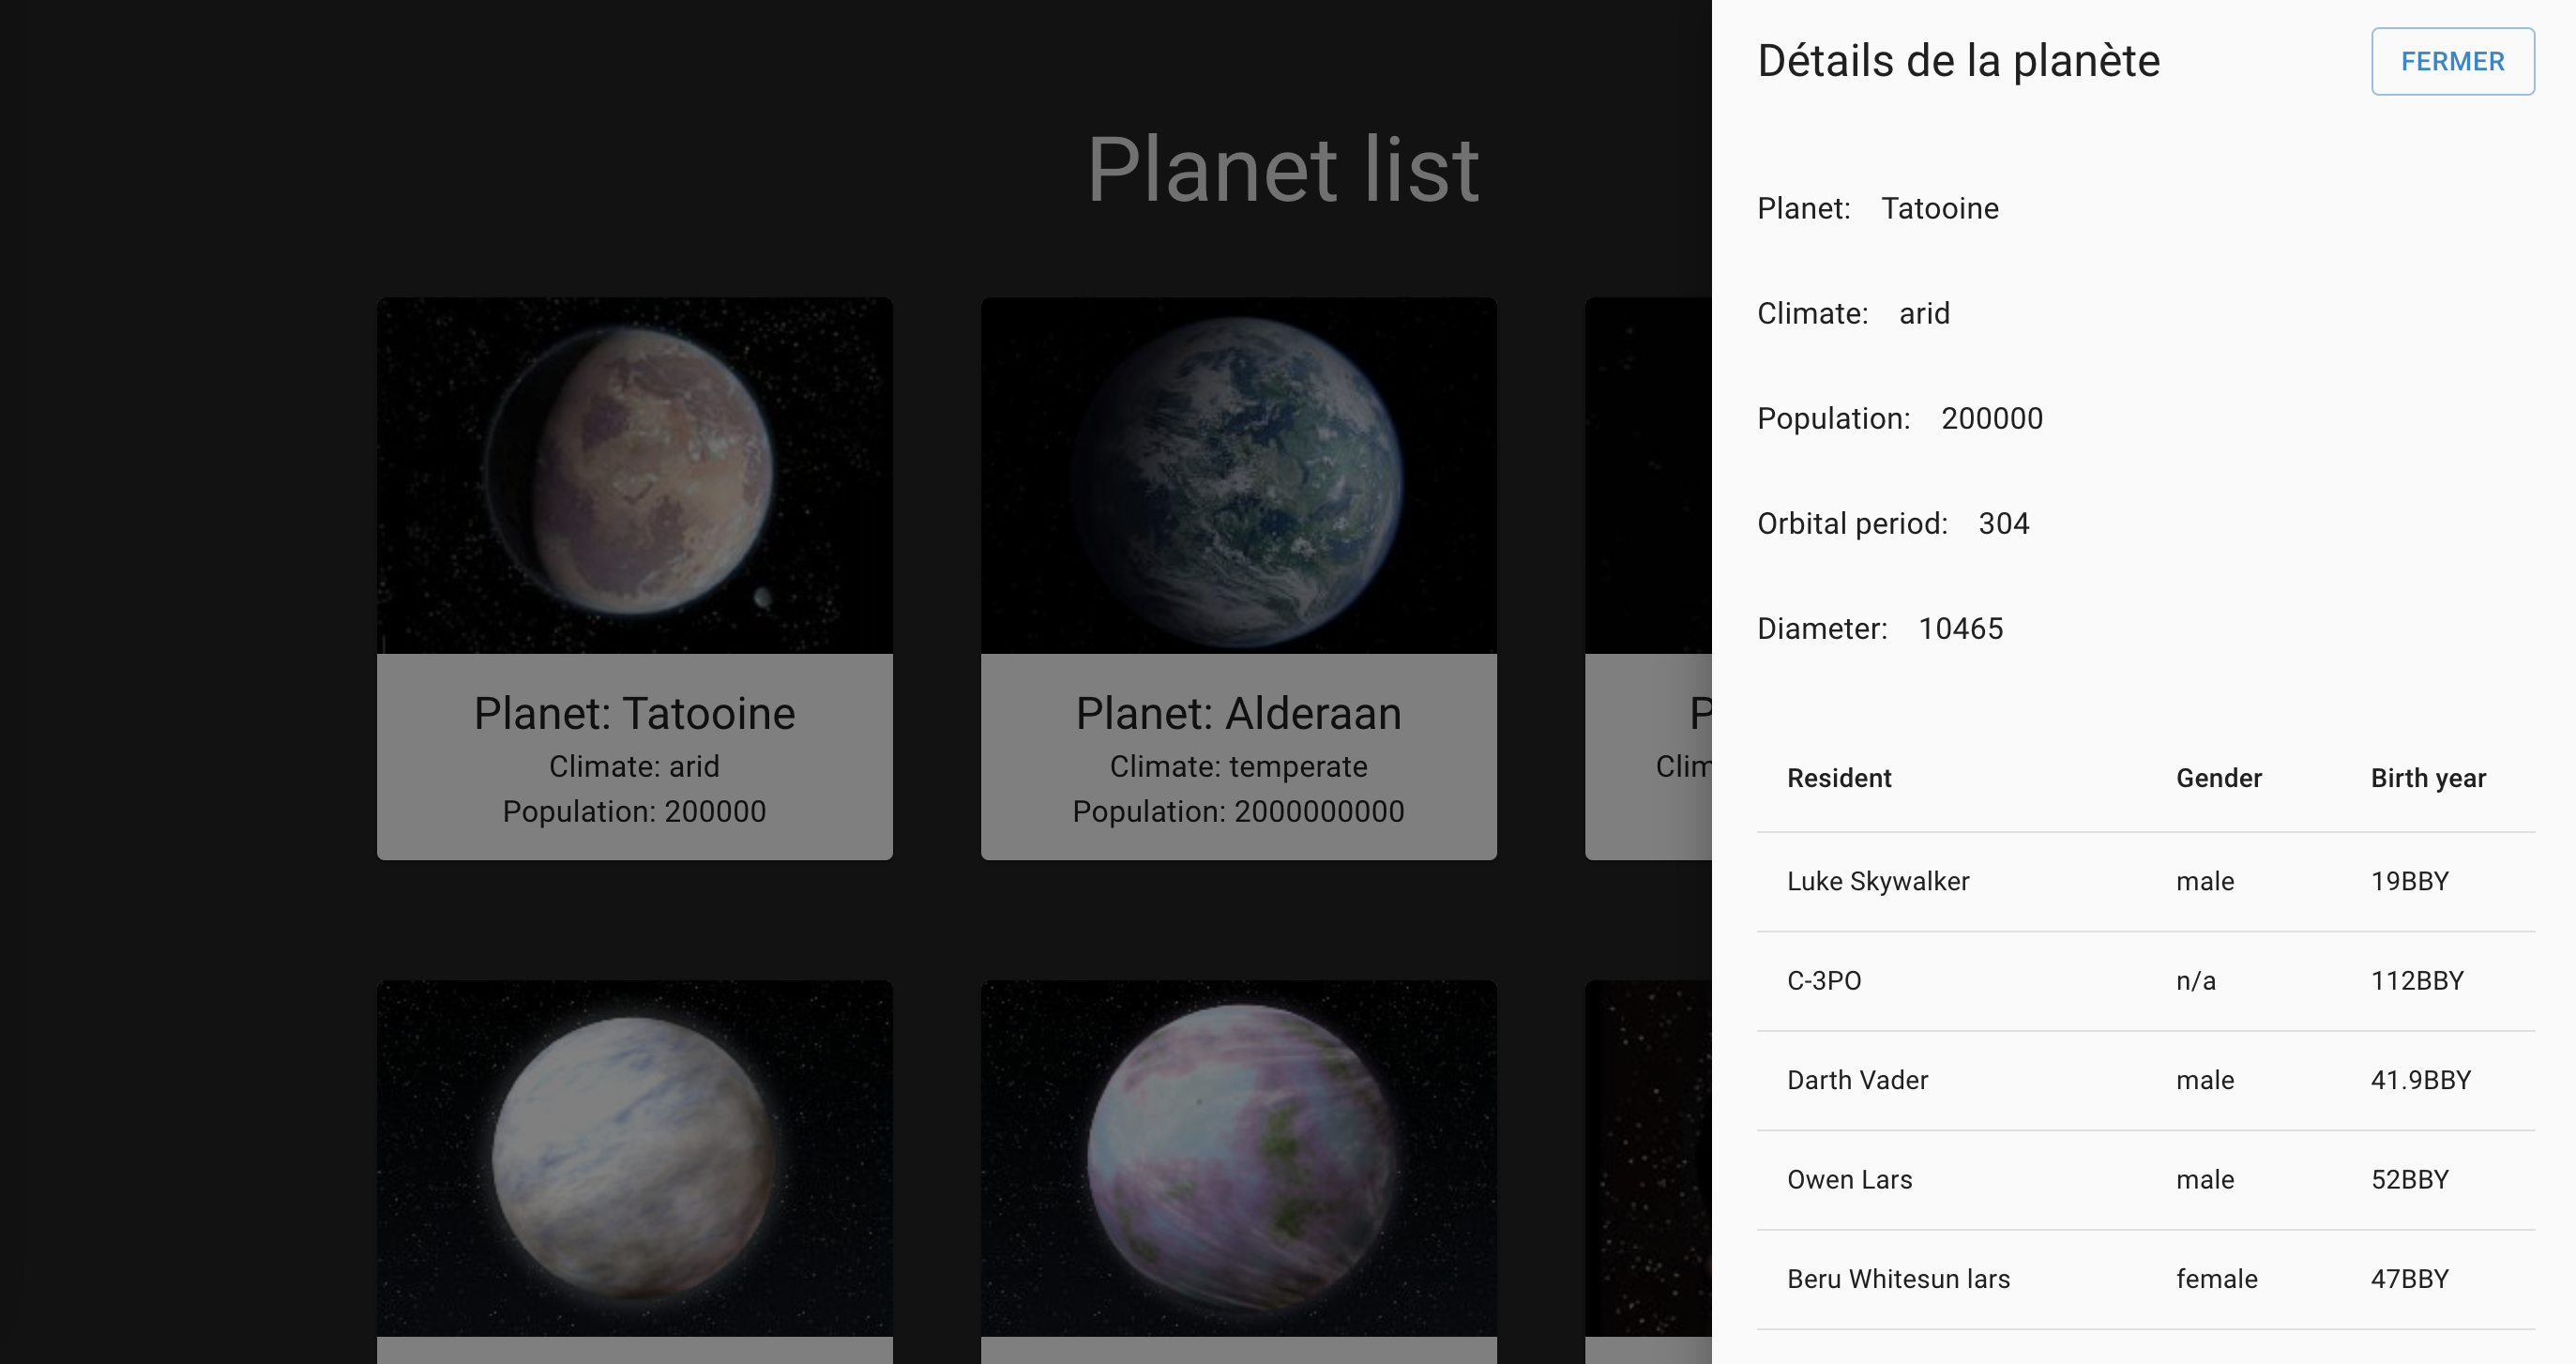 Planet list
Planet: Tatooine
Climate: arid
Population: 200000
Planet: Alderaan
Climate: temperate
Population: 2000000000
Détails de la planète
FERMER
Planet: Tatooine
Climate: arid
Population: 200000
Orbital period: 304
Diameter: 10465
Resident Gender Birth year
Luke Skywalker male 19BBY
C-3PO n/a 112BBY
Darth Vader male 41.9BBY
Owen Lars male 52BBY
Beru Whitesun lars female 47BBY